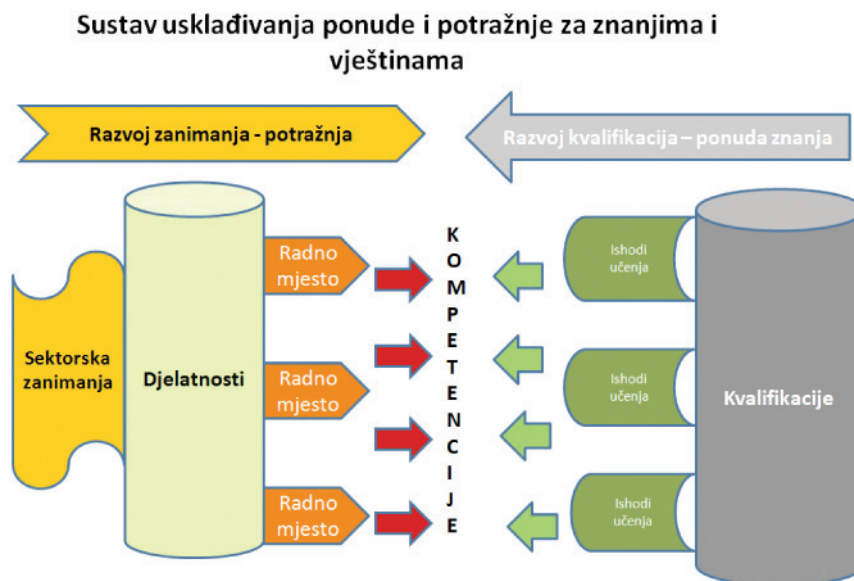 Sustav usklađivanja ponude i potražnje za znanjima i
vještinama
Razvoj zanimanja - potražnja
Razvoj kvalifikacija – ponuda znanja
Sektorska
zanimanja
Djelatnosti
Radno
mjesto
Radno
mjesto
Radno
mjesto
K
O
M
P
E
T
E
N
C
I
J
E
Ishodi
učenja
Ishodi
učenja
Ishodi
učenja
Kvalifikacije